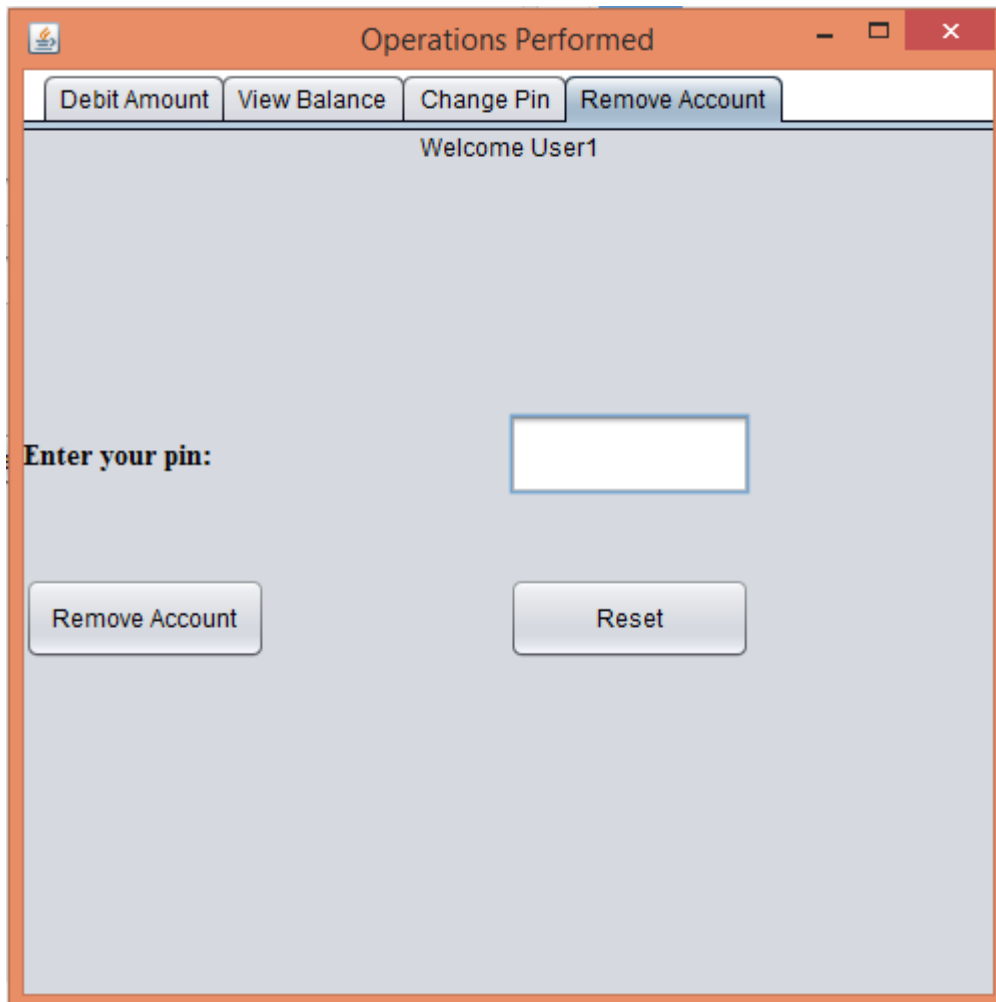 Operations Performed
Debit Amount View Balance Change Pin Remove Account
Welcome User1
Enter your pin:
Remove Account Reset